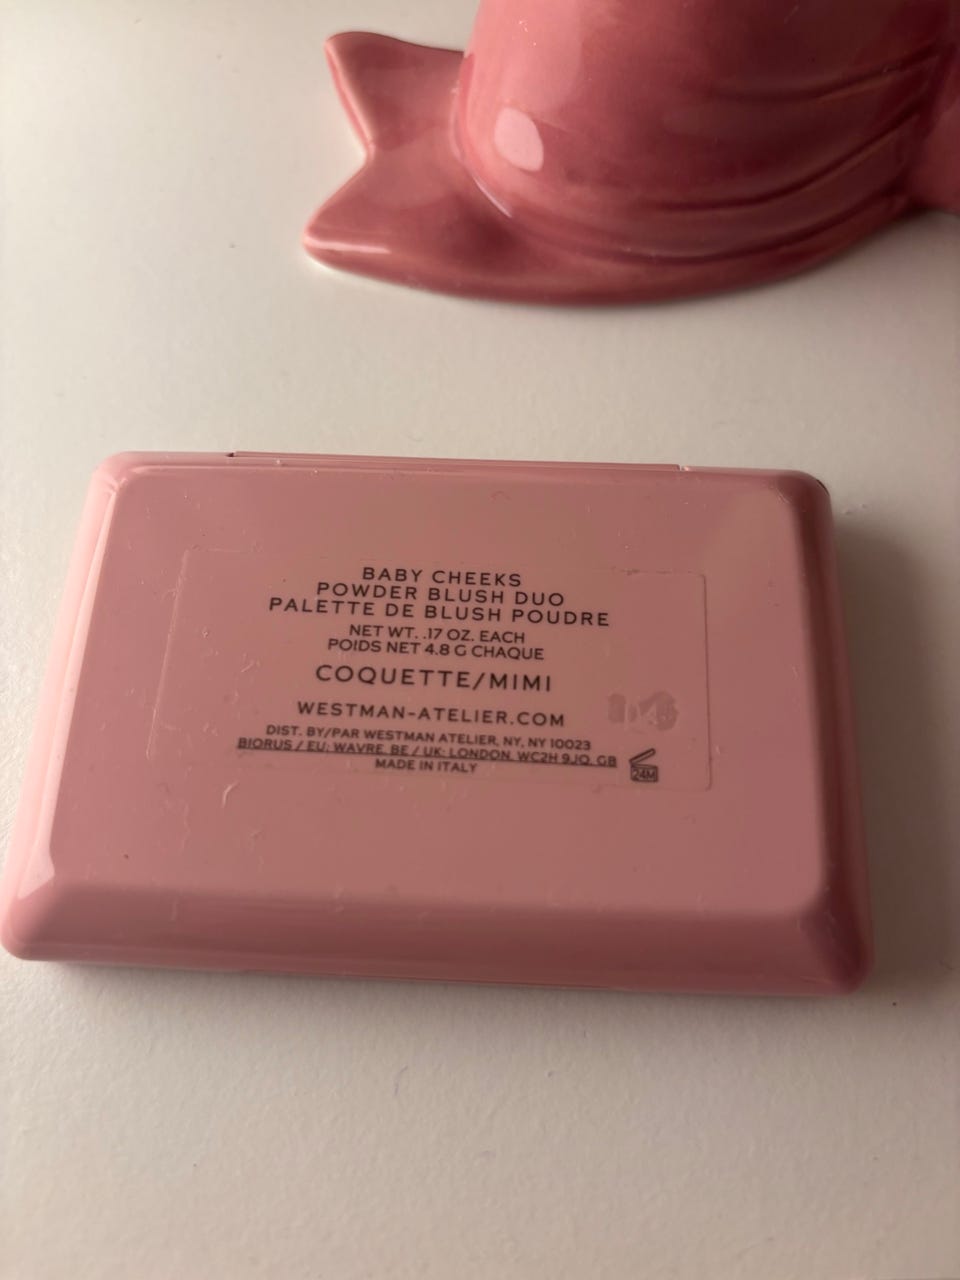 BABY CHEEKS
POWDER BLUSH DUO
PALETTE DE BLUSH POUDRE
NET WT. .17 OZ. EACH
POIDS NET 4.8 G CHAQUE
COQUETTE/MIMI
WESTMAN-ATELIER.COM
DIST. BY/PAR WESTMAN ATELIER, NY, NY 10023
BIORUS / EU: WAVRE, BE / UK: LONDON, WC2H 9JQ, GB
MADE IN ITALY
24M